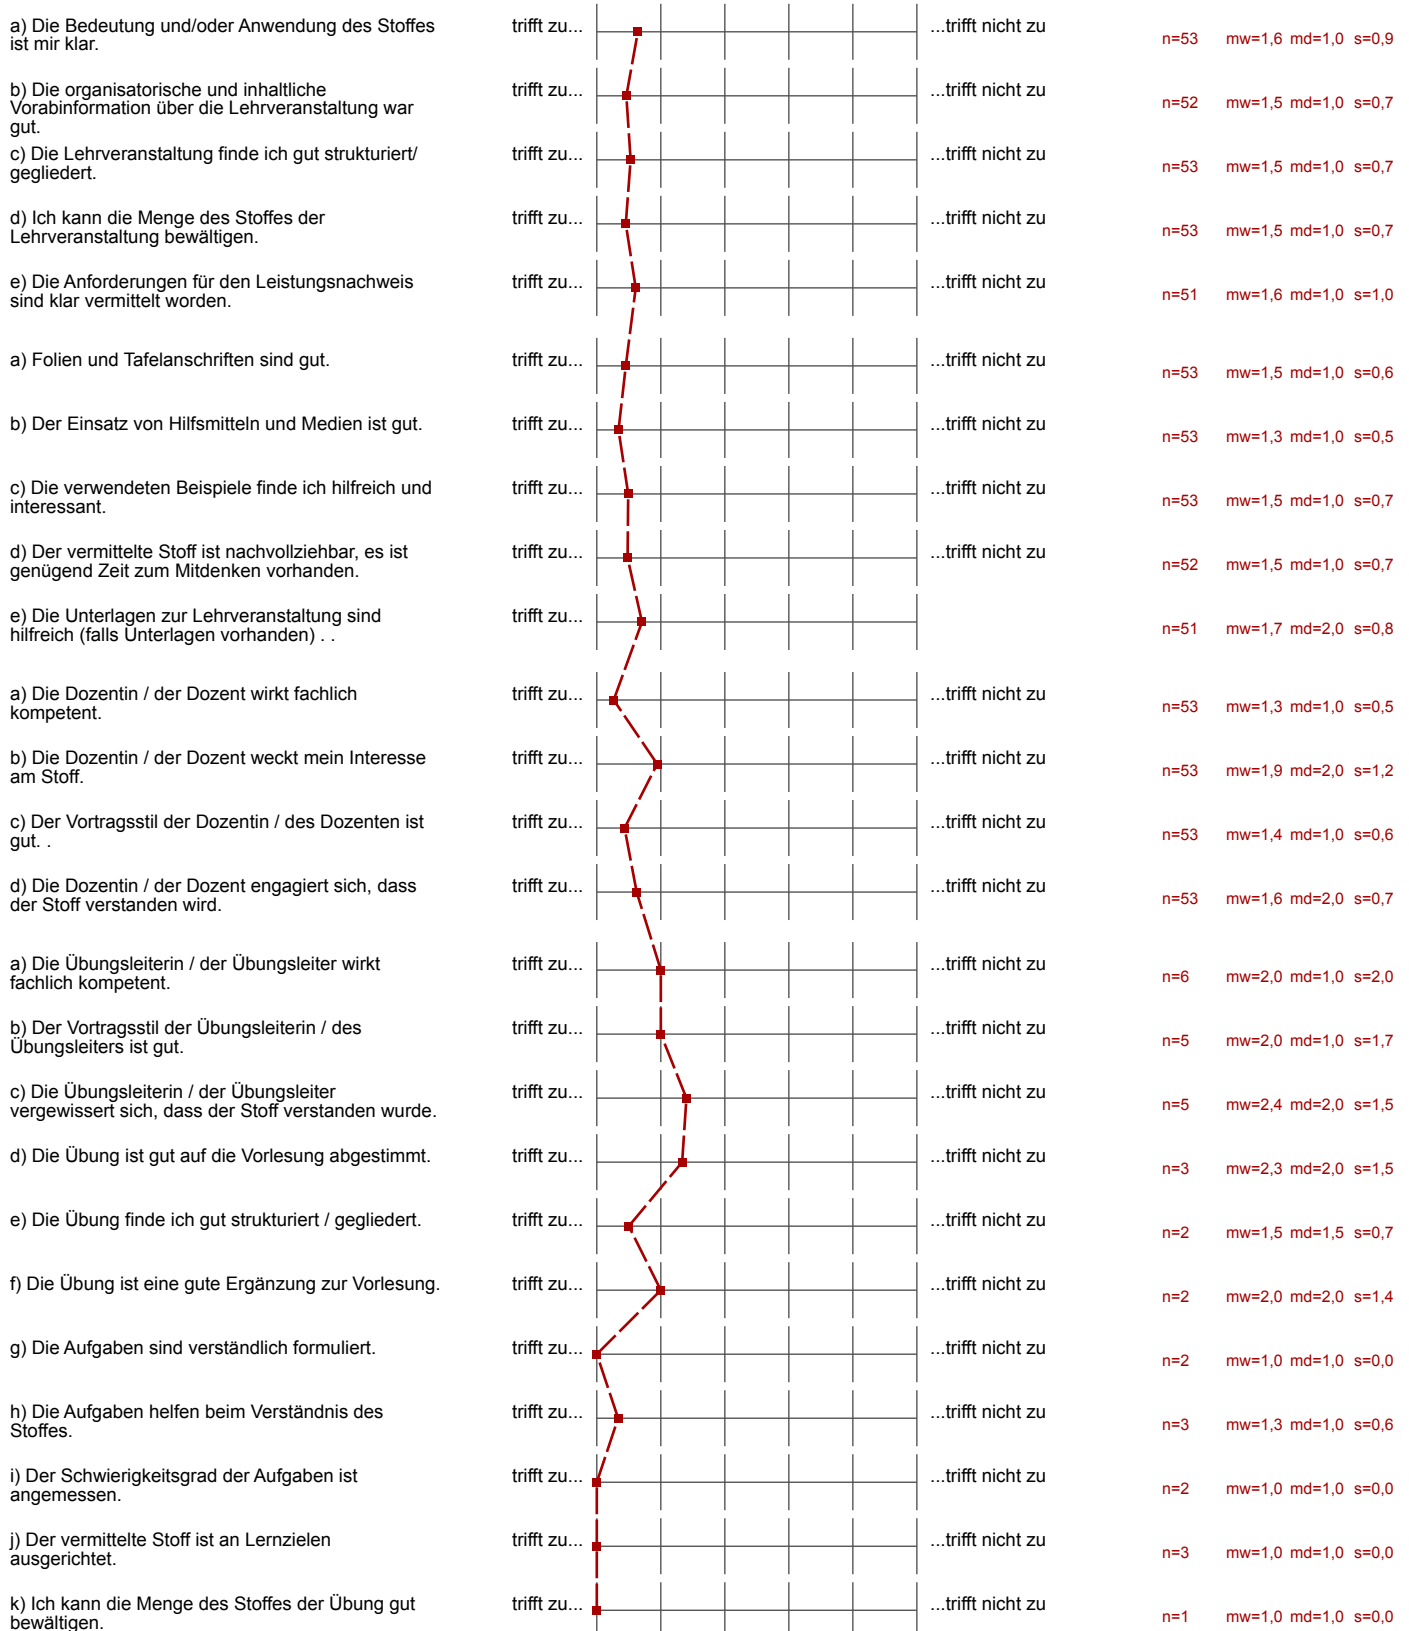 a) Die Bedeutung und/oder Anwendung des Stoffes
ist mir klar.
trifft zu...
...trifft nicht zu
n=53 mw=1,6 md=1,0 s=0,9
b) Die organisatorische und inhaltliche
Vorabinformation über die Lehrveranstaltung war
gut.
trifft zu...
...trifft nicht zu
n=52 mw=1,5 md=1,0 s=0,7
c) Die Lehrveranstaltung finde ich gut strukturiert/
gegliedert.
trifft zu...
...trifft nicht zu
n=53 mw=1,5 md=1,0 s=0,7
d) Ich kann die Menge des Stoffes der
Lehrveranstaltung bewältigen.
trifft zu...
...trifft nicht zu
n=53 mw=1,5 md=1,0 s=0,7
e) Die Anforderungen für den Leistungsnachweis
sind klar vermittelt worden.
trifft zu...
...trifft nicht zu
n=51 mw=1,6 md=1,0 s=1,0
a) Folien und Tafelanschriften sind gut.
trifft zu...
...trifft nicht zu
n=53 mw=1,5 md=1,0 s=0,6
b) Der Einsatz von Hilfsmitteln und Medien ist gut.
trifft zu...
...trifft nicht zu
n=53 mw=1,3 md=1,0 s=0,5
c) Die verwendeten Beispiele finde ich hilfreich und
interessant.
trifft zu...
...trifft nicht zu
n=53 mw=1,5 md=1,0 s=0,7
d) Der vermittelte Stoff ist nachvollziehbar, es ist
genügend Zeit zum Mitdenken vorhanden.
trifft zu...
...trifft nicht zu
n=52 mw=1,5 md=1,0 s=0,7
e) Die Unterlagen zur Lehrveranstaltung sind
hilfreich (falls Unterlagen vorhanden) . .
trifft zu...
...trifft nicht zu
n=51 mw=1,7 md=2,0 s=0,8
a) Die Dozentin / der Dozent wirkt fachlich
kompetent.
trifft zu...
...trifft nicht zu
n=53 mw=1,3 md=1,0 s=0,5
b) Die Dozentin / der Dozent weckt mein Interesse
am Stoff.
trifft zu...
...trifft nicht zu
n=53 mw=1,9 md=2,0 s=1,2
c) Der Vortragsstil der Dozentin / des Dozenten ist
gut. .
trifft zu...
...trifft nicht zu
n=53 mw=1,4 md=1,0 s=0,6
d) Die Dozentin / der Dozent engagiert sich, dass
der Stoff verstanden wird.
trifft zu...
...trifft nicht zu
n=53 mw=1,6 md=2,0 s=0,7
a) Die Übungsleiterin / der Übungsleiter wirkt
fachlich kompetent.
trifft zu...
...trifft nicht zu
n=6 mw=2,0 md=1,0 s=2,0
b) Der Vortragsstil der Übungsleiterin / des
Übungsleiters ist gut.
trifft zu...
...trifft nicht zu
n=5 mw=2,0 md=1,0 s=1,7
c) Die Übungsleiterin / der Übungsleiter
vergewissert sich, dass der Stoff verstanden wurde.
trifft zu...
...trifft nicht zu
n=5 mw=2,4 md=2,0 s=1,5
d) Die Übung ist gut auf die Vorlesung abgestimmt.
trifft zu...
...trifft nicht zu
n=3 mw=2,3 md=2,0 s=1,5
e) Die Übung finde ich gut strukturiert / gegliedert.
trifft zu...
...trifft nicht zu
n=2 mw=1,5 md=1,5 s=0,7
f) Die Übung ist eine gute Ergänzung zur Vorlesung.
trifft zu...
...trifft nicht zu
n=2 mw=2,0 md=2,0 s=1,4
g) Die Aufgaben sind verständlich formuliert.
trifft zu...
...trifft nicht zu
n=2 mw=1,0 md=1,0 s=0,0
h) Die Aufgaben helfen beim Verständnis des
Stoffes.
trifft zu...
...trifft nicht zu
n=3 mw=1,3 md=1,0 s=0,6
i) Der Schwierigkeitsgrad der Aufgaben ist
angemessen.
trifft zu...
...trifft nicht zu
n=2 mw=1,0 md=1,0 s=0,0
j) Der vermittelte Stoff ist an Lernzielen
ausgerichtet.
trifft zu...
...trifft nicht zu
n=3 mw=1,0 md=1,0 s=0,0
k) Ich kann die Menge des Stoffes der Übung gut
bewältigen.
trifft zu...
...trifft nicht zu
n=1 mw=1,0 md=1,0 s=0,0